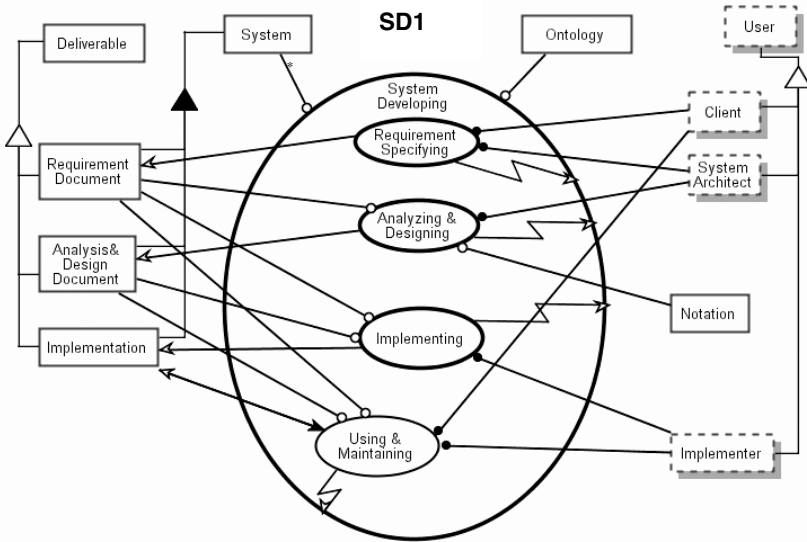 SD1
Deliverable
System
Ontology
User
*
System
Developing
Requirement
Specifying
Client
Requirement
Document
System
Architect
Analyzing &
Designing
Analysis&
Design
Document
Notation
Implementing
Implementation
Using &
Maintaining
Implementer